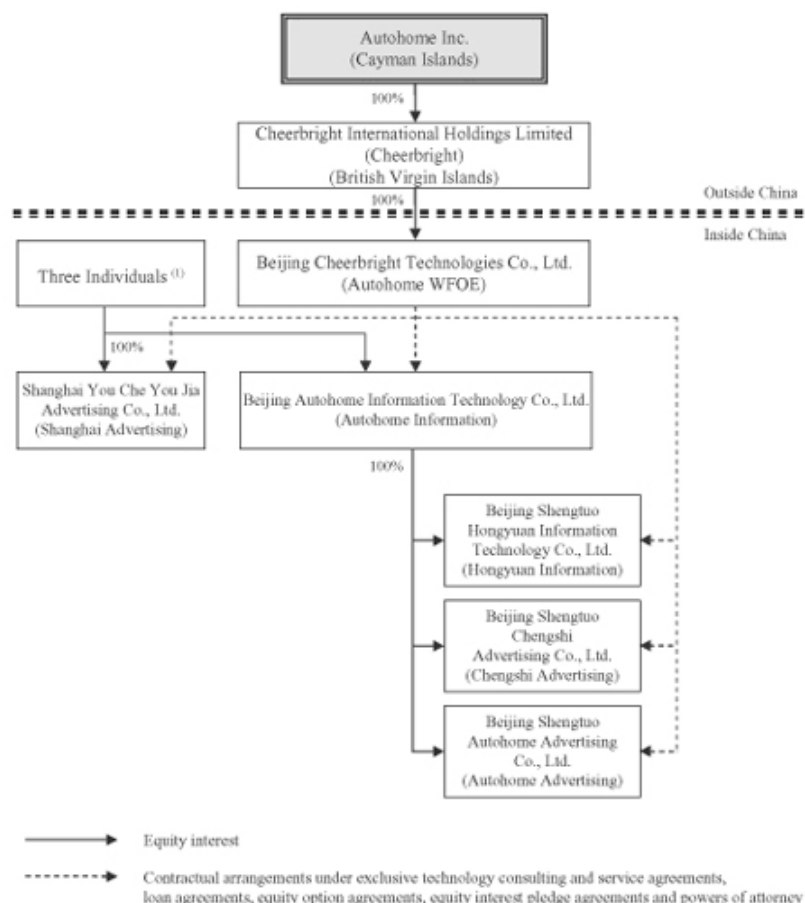 Autohome Inc.
(Cayman Islands)
100%
Cheerbright International Holdings Limited
(Cheerbright)
(British Virgin Islands)
100%
Outside China
Inside China
Three Individuals (1)
Beijing Cheerbright Technologies Co., Ltd.
(Autohome WFOE)
100%
Shanghai You Che You Jia
Advertising Co., Ltd.
(Shanghai Advertising)
Beijing Autohome Information Technology Co., Ltd.
(Autohome Information)
100%
Beijing Shengtuo
Hongyuan Information
Technology Co., Ltd.
(Hongyuan Information)
Beijing Shengtuo
Chengshi
Advertising Co., Ltd.
(Chengshi Advertising)
Beijing Shengtuo
Autohome Advertising
Co., Ltd.
(Autohome Advertising)
Equity interest
Contractual arrangements under exclusive technology consulting and service agreements,
loan agreements, equity option agreements, equity interest pledge agreements and powers of attorney